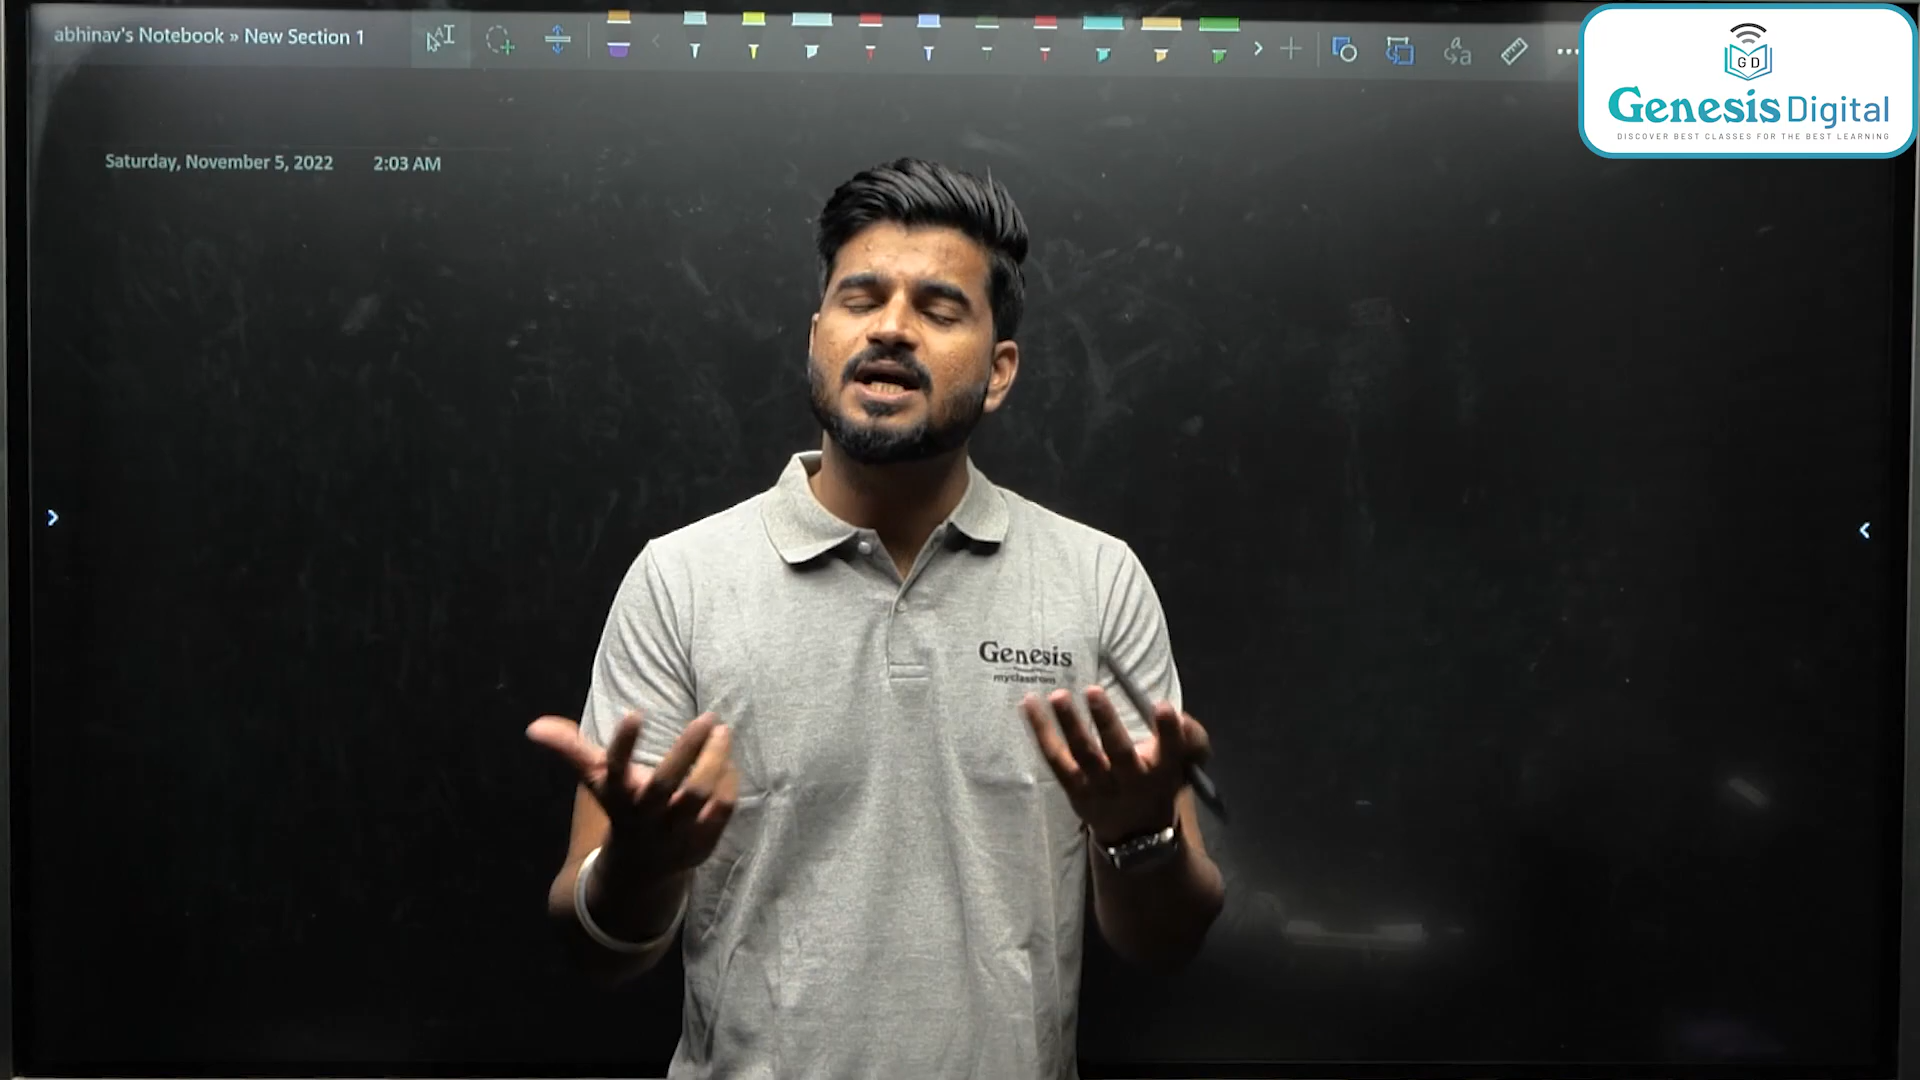 abhinav's Notebook » New Section 1
GD
Genesis Digital
DISCOVER BEST CLASSES FOR THE BEST LEARNING
Saturday, November 5, 2022 2:03 AM
Genesis
myclassroom